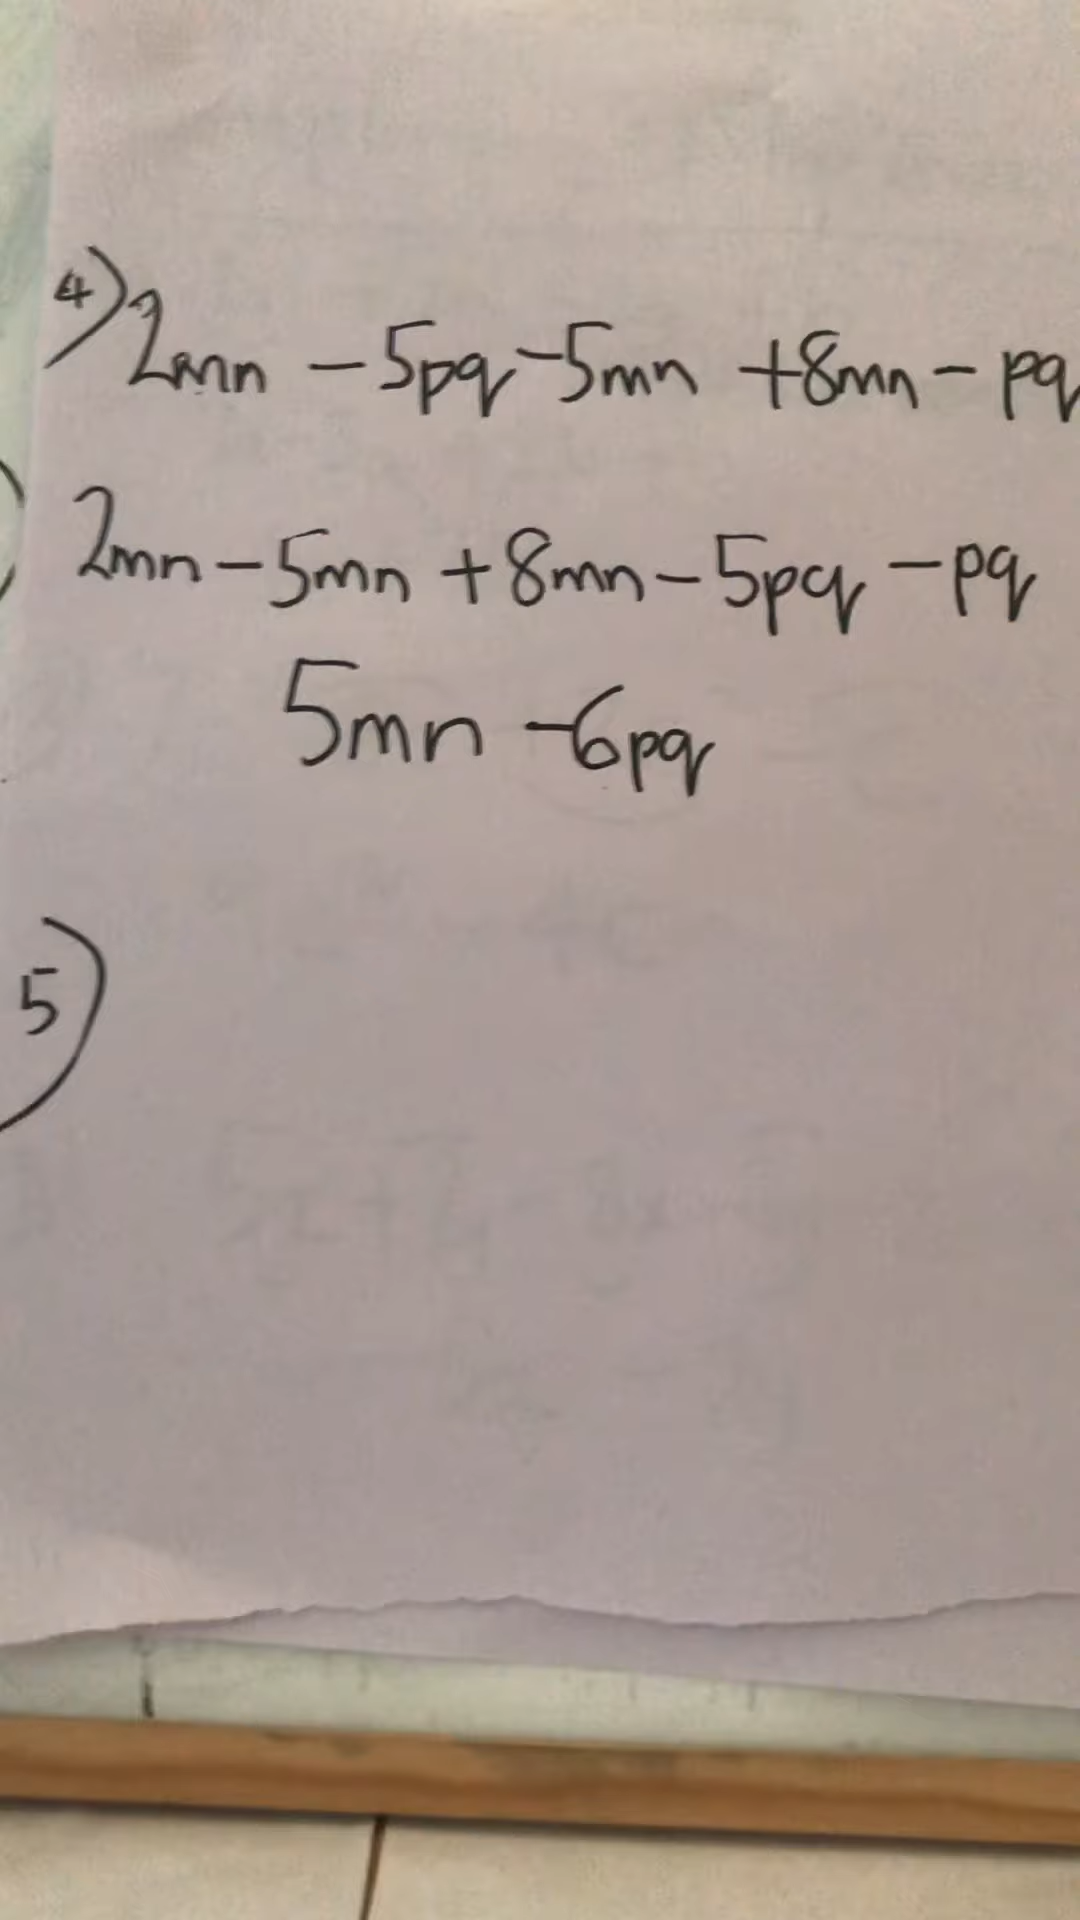 4) 2mn - 5pq - 5mn + 8mn - pq
2mn - 5mn + 8mn - 5pq - pq
5mn - 6pq
5)